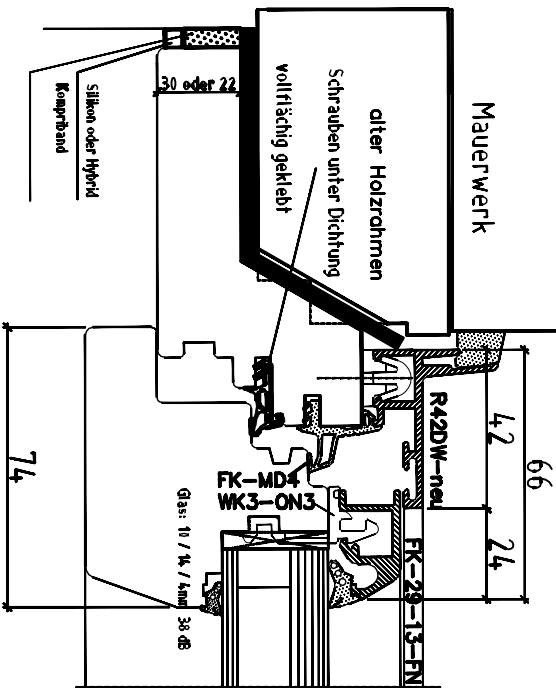 Mauerwerk
alter Holzrahmen
Schrauben unter Dichtung
vollflächig geklebt
30 oder 22
Silikon oder Hybrid
Kompriband
R42DW-neu
42
66
24
FK-MD4
WK3-ON3
FK-29-13-FN
Glas: 10 / 14 / 4mm 38 dB
74